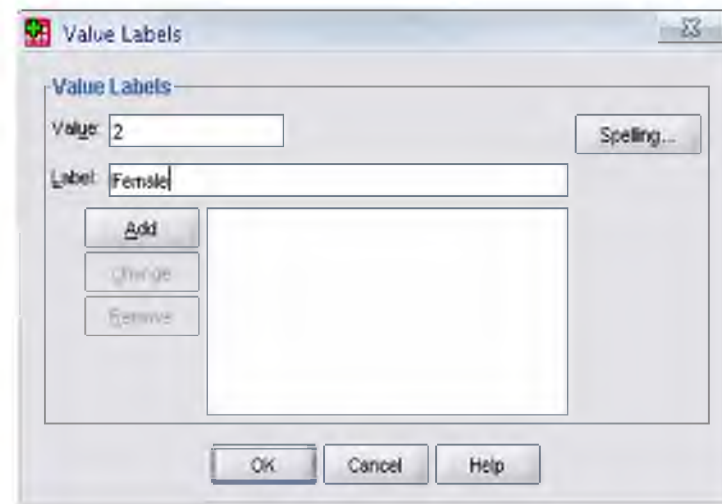 Value Labels
Value Labels
Value: 2
Spelling...
Label: Female
Add
Change
Remove
OK
Cancel
Help